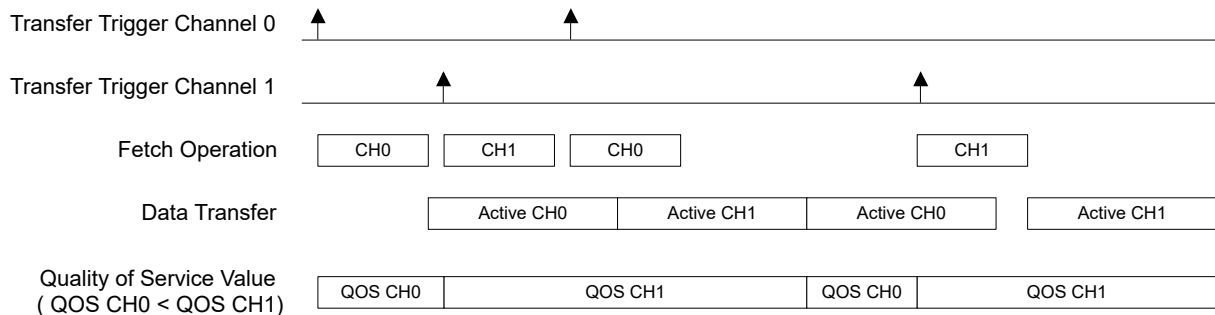 Transfer Trigger Channel 0
Transfer Trigger Channel 1
Fetch Operation CH0 CH1 CH0 CH1
Data Transfer Active CH0 Active CH1 Active CH0 Active CH1
Quality of Service Value
( QOS CH0 < QOS CH1)
QOS CH0 QOS CH1 QOS CH0 QOS CH1